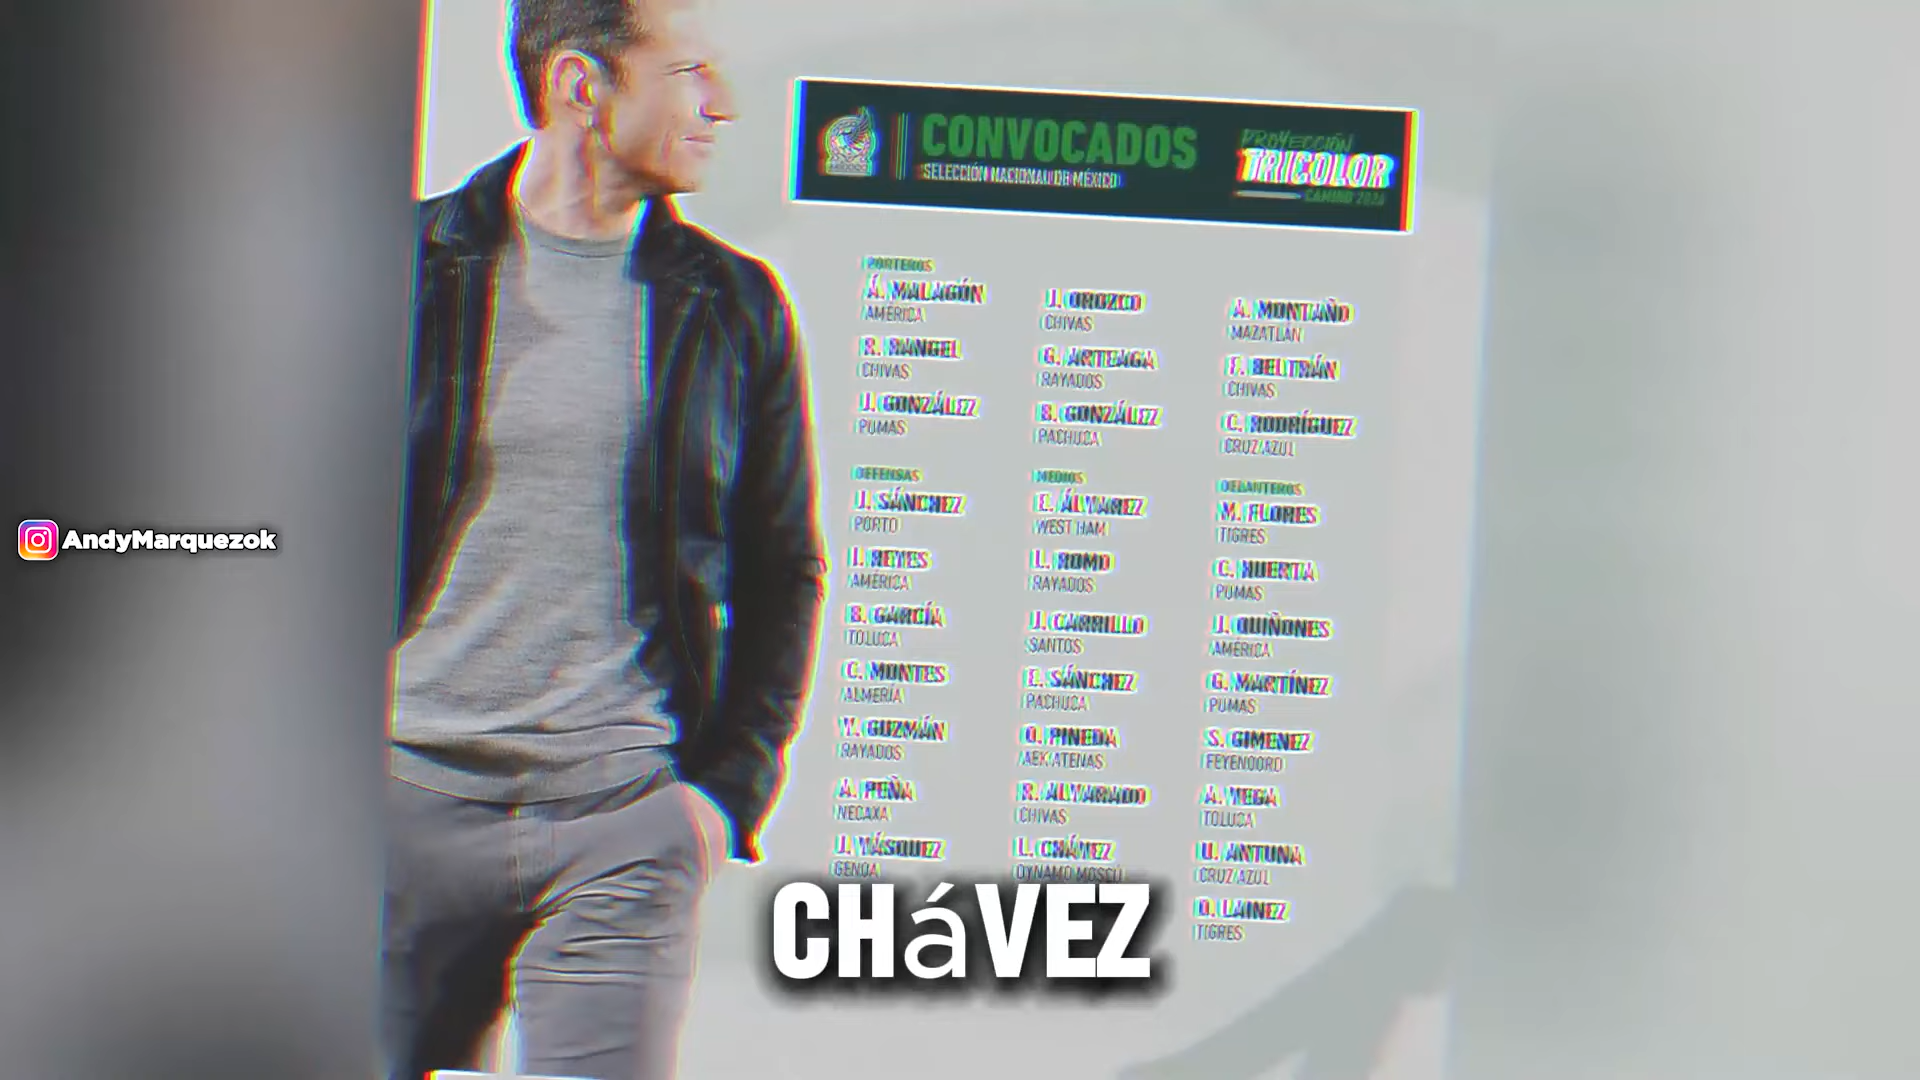 CONVOCADOS
SELECCIÓN NACIONAL DE MÉXICO
PROYECCIÓN
TRICOLOR
CAMINO 2026
PORTEROS
Á. MALAGÓN
AMÉRICA
R. RANGEL
CHIVAS
J. GONZÁLEZ
PUMAS
DEFENSAS
J. SÁNCHEZ
PORTO
I. REYES
AMÉRICA
B. GARCÍA
TOLUCA
C. MONTES
ALMERÍA
V. GUZMÁN
RAYADOS
A. PEÑA
NECAXA
J. VÁSQUEZ
GENOA
J. OROZCO
CHIVAS
G. ARTEAGA
RAYADOS
B. GONZÁLEZ
PACHUCA
MEDIOS
E. ÁLVAREZ
WEST HAM
L. ROMO
RAYADOS
J. CARRILLO
SANTOS
E. SÁNCHEZ
PACHUCA
O. PINEDA
AEK ATENAS
R. ALVARADO
CHIVAS
L. CHÁVEZ
DYNAMO MOSCÚ
A. MONTAÑO
MAZATLÁN
F. BELTRÁN
CHIVAS
C. RODRÍGUEZ
CRUZ AZUL
DELANTEROS
M. FLORES
TIGRES
C. HUERTA
PUMAS
J. QUIÑONES
AMÉRICA
G. MARTÍNEZ
PUMAS
S. GIMENEZ
FEYENOORD
A. VEGA
TOLUCA
U. ANTUNA
CRUZ AZUL
D. LAINEZ
TIGRES
AndyMarquezok
CHáVEZ